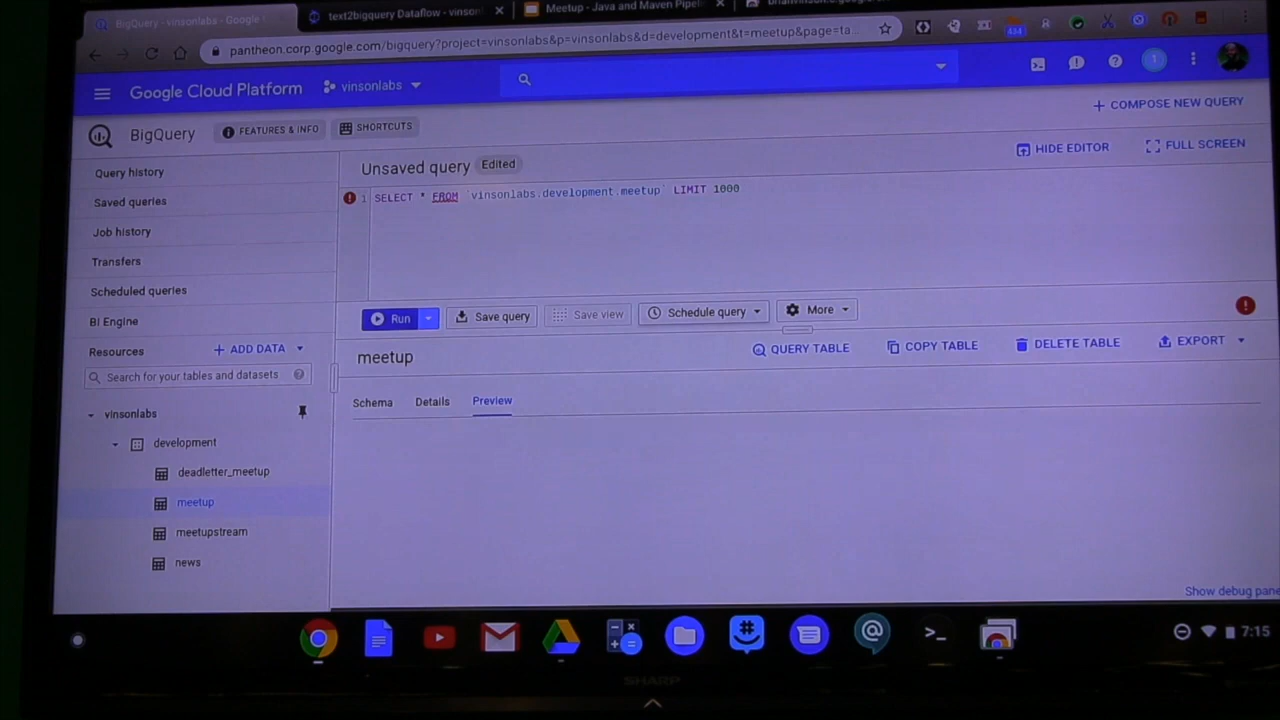 BigQuery - vinsonlabs - Google
text2bigquery Dataflow - vinson
Meetup - Java and Maven Pipeli
pantheon.corp.google.com/bigquery?project=vinsonlabs&p=vinsonlabs&d=development&t=meetup&page=ta...
434
Google Cloud Platform
vinsonlabs
1
BigQuery
FEATURES & INFO
SHORTCUTS
+ COMPOSE NEW QUERY
Query history
Saved queries
Job history
Transfers
Scheduled queries
BI Engine
Resources
+ ADD DATA
Search for your tables and datasets
vinsonlabs
development
deadletter_meetup
meetup
meetupstream
news
Unsaved query
Edited
HIDE EDITOR
FULL SCREEN
1 SELECT * FROM `vinsonlabs.development.meetup` LIMIT 1000
Run
Save query
Save view
Schedule query
More
meetup
QUERY TABLE
COPY TABLE
DELETE TABLE
EXPORT
Schema
Details
Preview
Show debug pane
7:15
SHARP